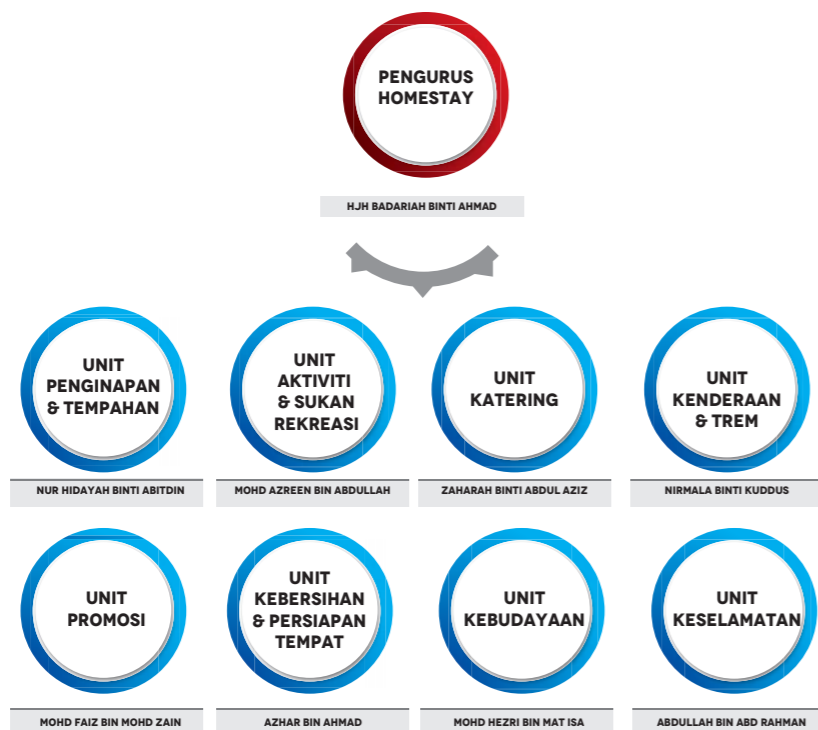 PENGURUS
HOMESTAY
HJH BADARIAH BINTI AHMAD
UNIT
PENGINAPAN
& TEMPAHAN
NUR HIDAYAH BINTI ABITDIN
UNIT
AKTIVITI
& SUKAN
REKREASI
MOHD AZREEN BIN ABDULLAH
UNIT
KATERING
ZAHARAH BINTI ABDUL AZIZ
UNIT
KENDERAAN
& TREM
NIRMALA BINTI KUDDUS
UNIT
PROMOSI
MOHD FAIZ BIN MOHD ZAIN
UNIT
KEBERSIHAN
& PERSIAPAN
TEMPAT
AZHAR BIN AHMAD
UNIT
KEBUDAYAAN
MOHD HEZRI BIN MAT ISA
UNIT
KESELAMATAN
ABDULLAH BIN ABD RAHMAN